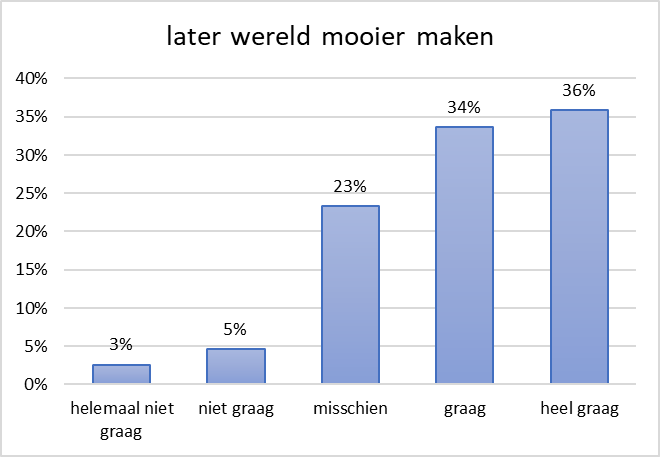 later wereld mooier maken
40%
35%
30%
25%
20%
15%
10%
5%
0%
3%
5%
23%
34%
36%
helemaal niet
graag
niet graag
misschien
graag
heel graag